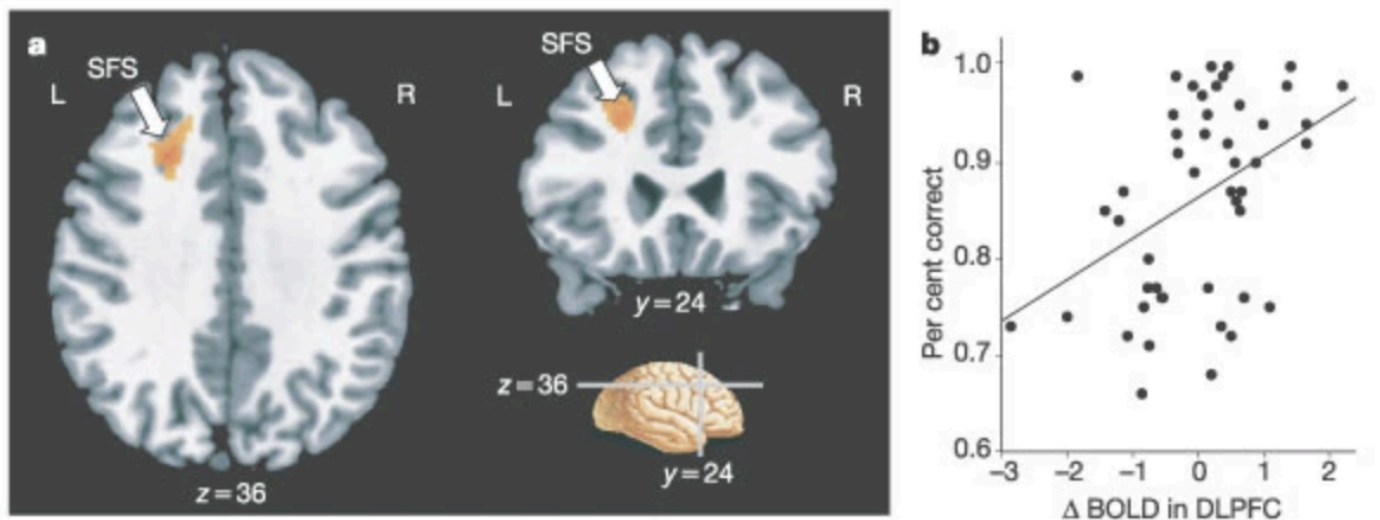 a
SFS
L
R
z=36
SFS
L
R
y=24
z=36
y=24
b
Per cent correct
1.0
0.9
0.8
0.7
0.6
−3 −2 −1 0 1 2
Δ BOLD in DLPFC